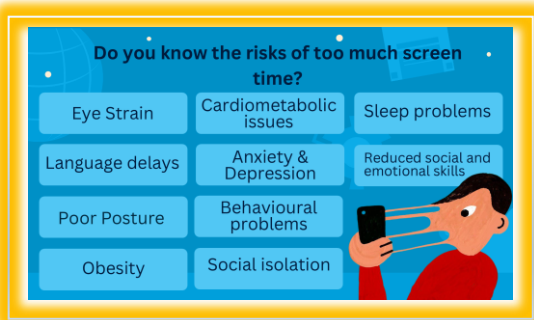 Do you know the risks of too much screen
time?
Eye Strain
Cardiometabolic
issues
Sleep problems
Language delays
Anxiety &
Depression
Reduced social and
emotional skills
Poor Posture
Behavioural
problems
Obesity
Social isolation